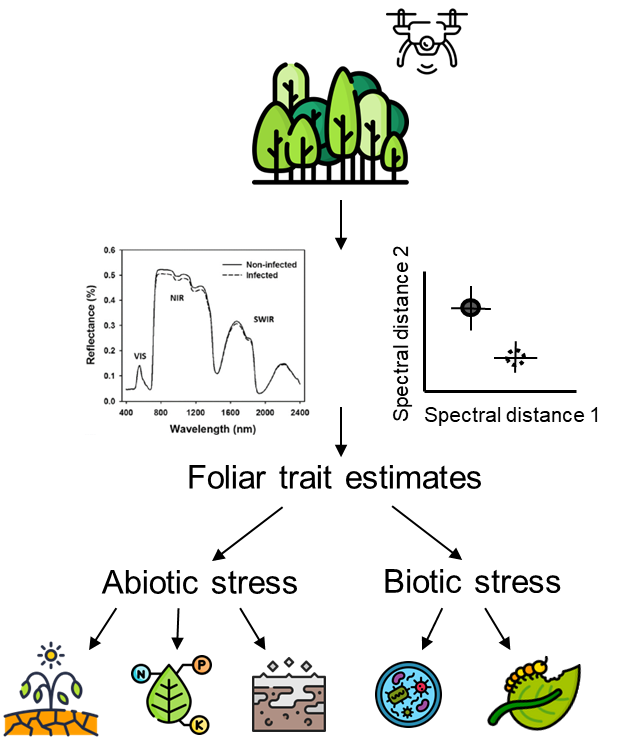 0.6
0.5
0.4
0.3
0.2
0.1
0.0
Reflectance (%)
Non-infected
Infected
NIR
SWIR
VIS
400 800 1200 1600 2000 2400
Wavelength (nm)
Spectral distance 2
Spectral distance 1
Foliar trait estimates
Abiotic stress
Biotic stress
N
P
K